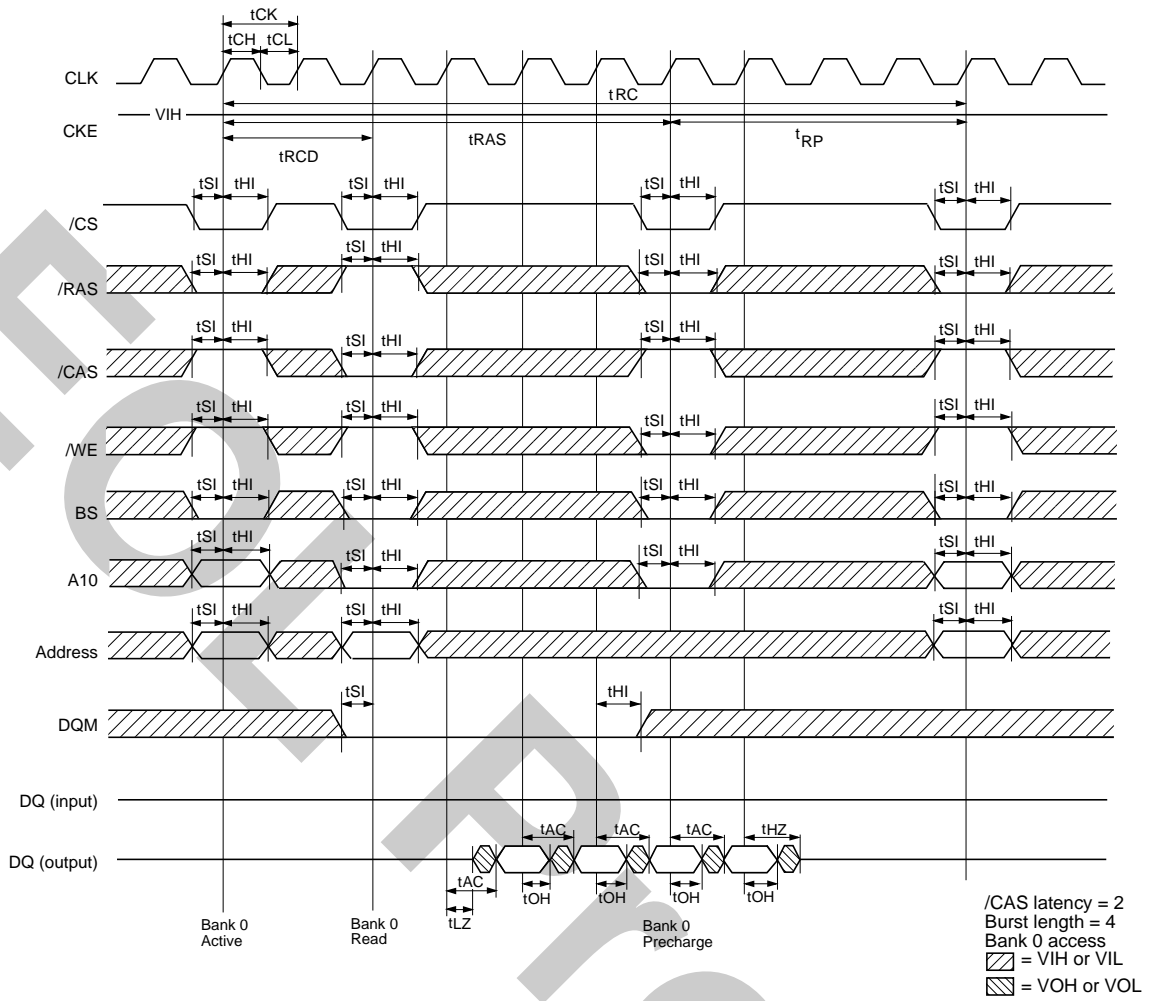 tCK
tCH tCL
CLK
tRC
VIH
CKE
tRAS
tRP
tRCD
tSI tHI tSI tHI tSI tHI tSI tHI
/CS
tSI tHI tSI tHI tSI tHI tSI tHI
/RAS
tSI tHI tSI tHI tSI tHI tSI tHI
/CAS
tSI tHI tSI tHI tSI tHI tSI tHI
/WE
tSI tHI tSI tHI tSI tHI tSI tHI
BS
tSI tHI tSI tHI tSI tHI tSI tHI
A10
tSI tHI tSI tHI tSI tHI
Address
tSI tHI
DQM
DQ (input)
tAC tAC tAC tHZ
DQ (output)
tAC
tOH tOH tOH tOH
tLZ
Bank 0
Active
Bank 0
Read
Bank 0
Precharge
/CAS latency = 2
Burst length = 4
Bank 0 access
= VIH or VIL
= VOH or VOL
EOL Pro